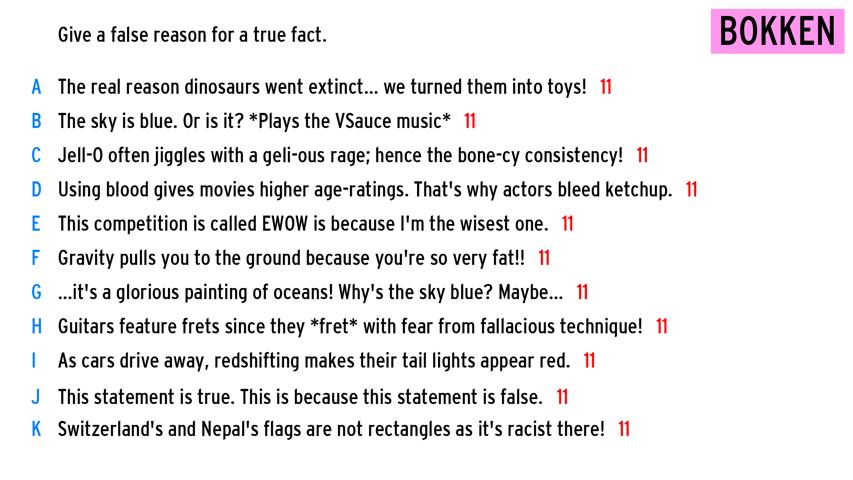 Give a false reason for a true fact.
BOKKEN
A The real reason dinosaurs went extinct... we turned them into toys! 11
B The sky is blue. Or is it? *Plays the VSauce music* 11
C Jell-O often jiggles with a geli-ous rage; hence the bone-cy consistency! 11
D Using blood gives movies higher age-ratings. That's why actors bleed ketchup. 11
E This competition is called EWOW is because I'm the wisest one. 11
F Gravity pulls you to the ground because you're so very fat!! 11
G ...it's a glorious painting of oceans! Why's the sky blue? Maybe... 11
H Guitars feature frets since they *fret* with fear from fallacious technique! 11
I As cars drive away, redshifting makes their tail lights appear red. 11
J This statement is true. This is because this statement is false. 11
K Switzerland's and Nepal's flags are not rectangles as it's racist there! 11